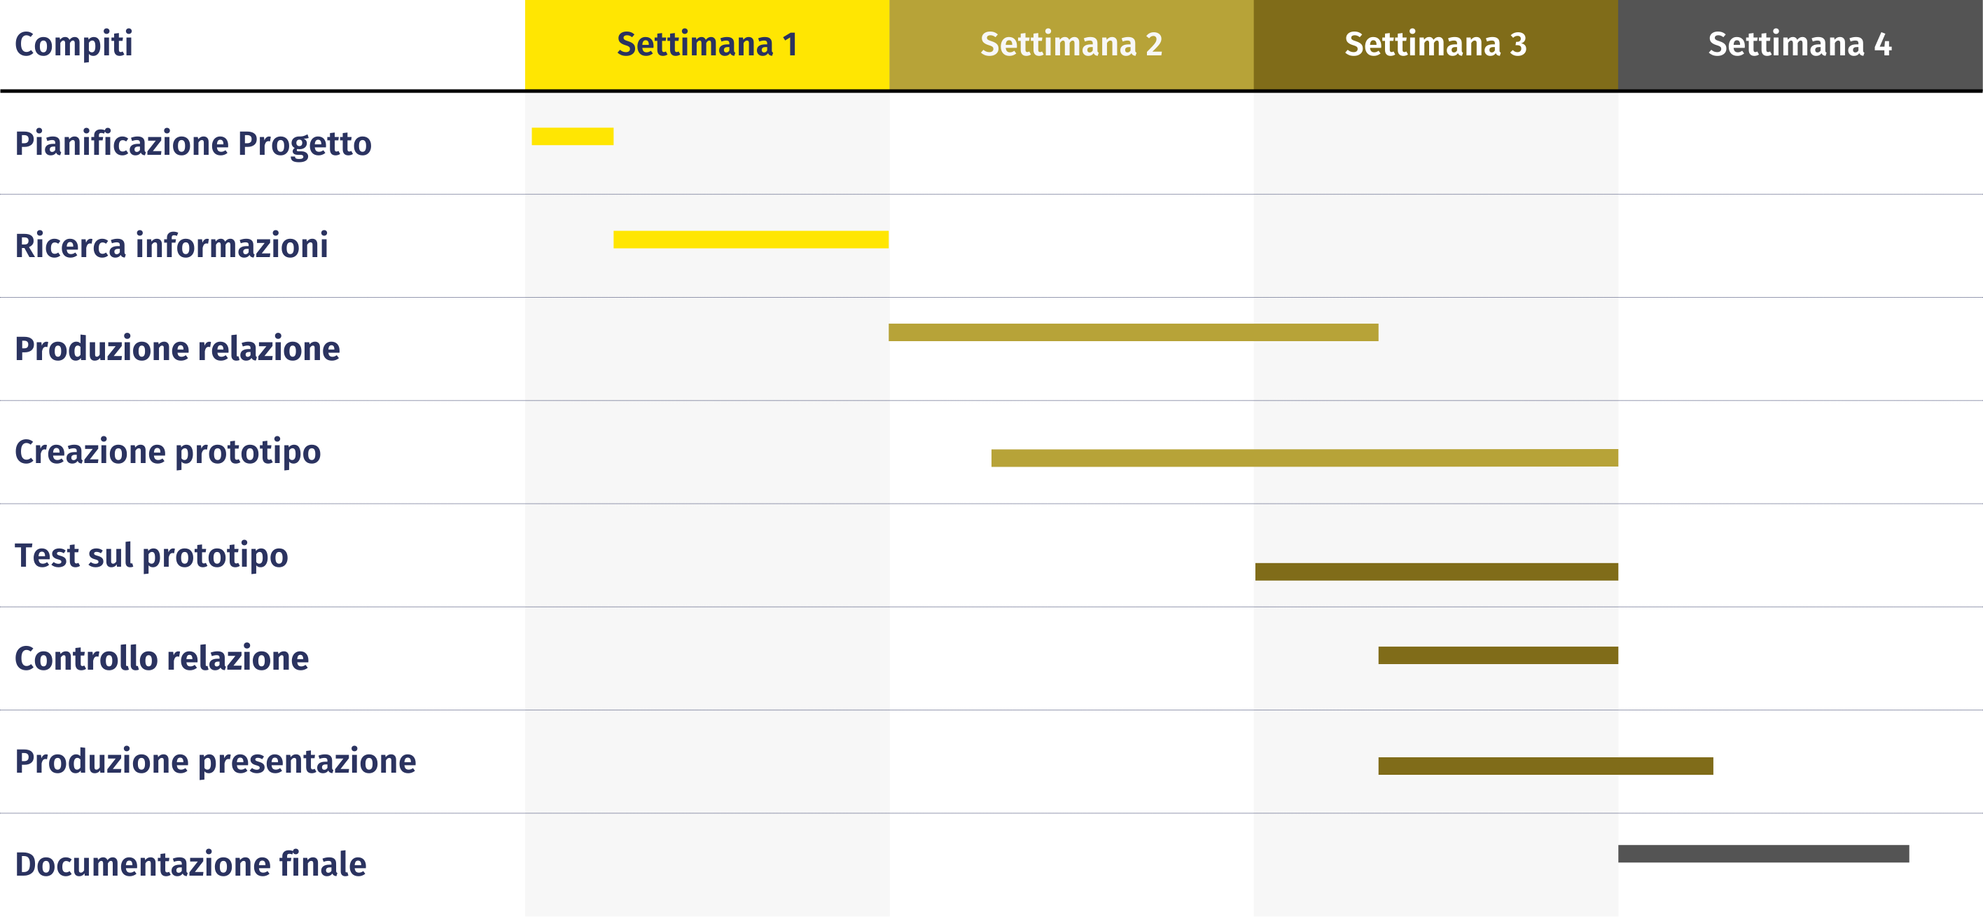 Compiti
Settimana 1
Settimana 2
Settimana 3
Settimana 4
Pianificazione Progetto
Ricerca informazioni
Produzione relazione
Creazione prototipo
Test sul prototipo
Controllo relazione
Produzione presentazione
Documentazione finale